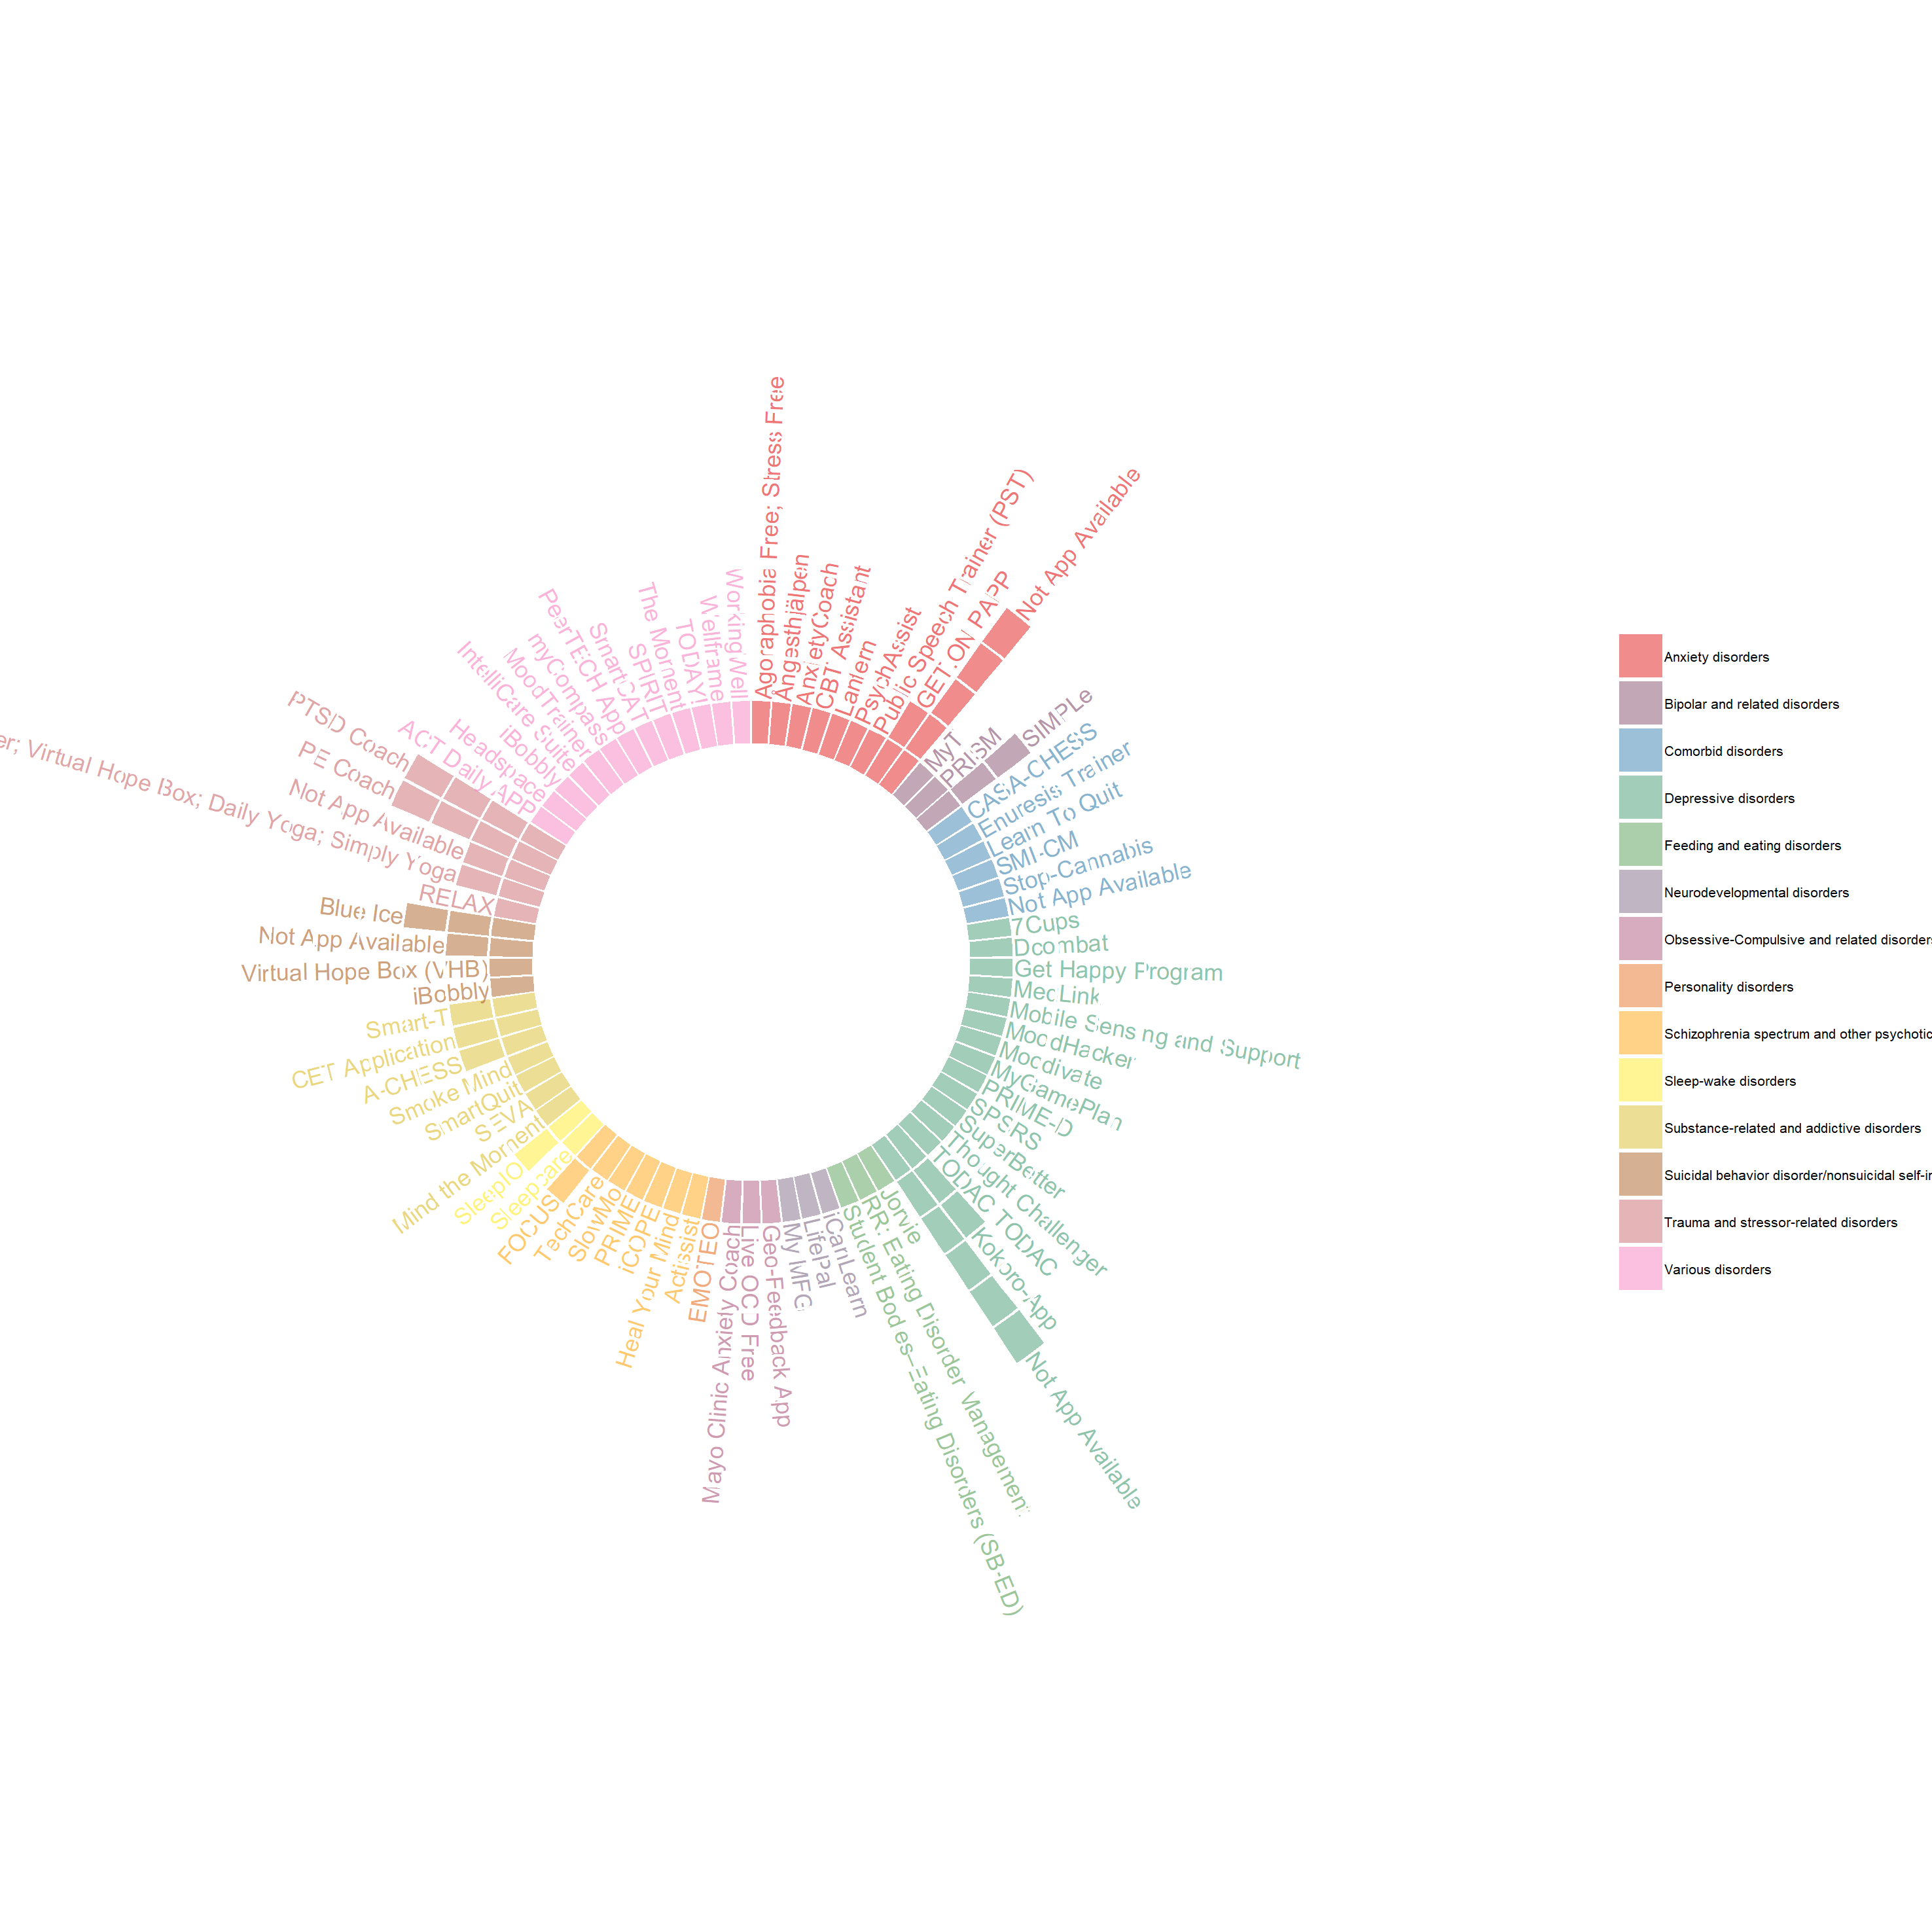 Agoraphobia Free; Stress Free
Ångesthjälpen
AnxietyCoach
CBT Assistant
Lantern
PsychAssist
Public Speech Trainer (PST)
GET.ON PAPP
Not App Available
MyT
PRISM
SIMPLe
CASA-CHESS
Enuresis Trainer
Learn To Quit
SMI-CM
Stop-Cannabis
Not App Available
7Cups
Dcombat
Get Happy Program
MedLink
Mobile Sensing and Support
MoodHacker
Moodivate
MyGamePlan
PRIME-D
SPSRS
SuperBetter
Thought Challenger
TODAC TODAC
Kokoro-App
Not App Available
Jorvie
RR: Eating Disorder Management
Student Bodies-Eating Disorders (SB-ED)
iCanLearn
LifePal
My MFG
Geo-Feedback App
Live OCD Free
Mayo Clinic Anxiety Coach
EMOTEO
Actissist
Heal Your Mind
iCOPE
PRIME
SlowMo
TechCare
FOCUS
Sleepcare
SleepIO
Mind the Moment
SEVA
SmartQuit
Smoke Mind
A-CHESS
CET Application
Smart-T
iBobbly
Virtual Hope Box (VHB)
Not App Available
Blue Ice
RELAX
er; Virtual Hope Box; Daily Yoga; Simply Yoga
Not App Available
PE Coach
PTSD Coach
ACT Daily APP
Headspace
iBobbly
IntelliCare Suite
MoodTrainer
myCompass
PeerTECH App
SmartCAT
SPIRIT
The Moment
TODAY!
Wellframe
WorkingWell
Anxiety disorders
Bipolar and related disorders
Comorbid disorders
Depressive disorders
Feeding and eating disorders
Neurodevelopmental disorders
Obsessive-Compulsive and related disorders
Personality disorders
Schizophrenia spectrum and other psychotic
Sleep-wake disorders
Substance-related and addictive disorders
Suicidal behavior disorder/nonsuicidal self-in
Trauma and stressor-related disorders
Various disorders